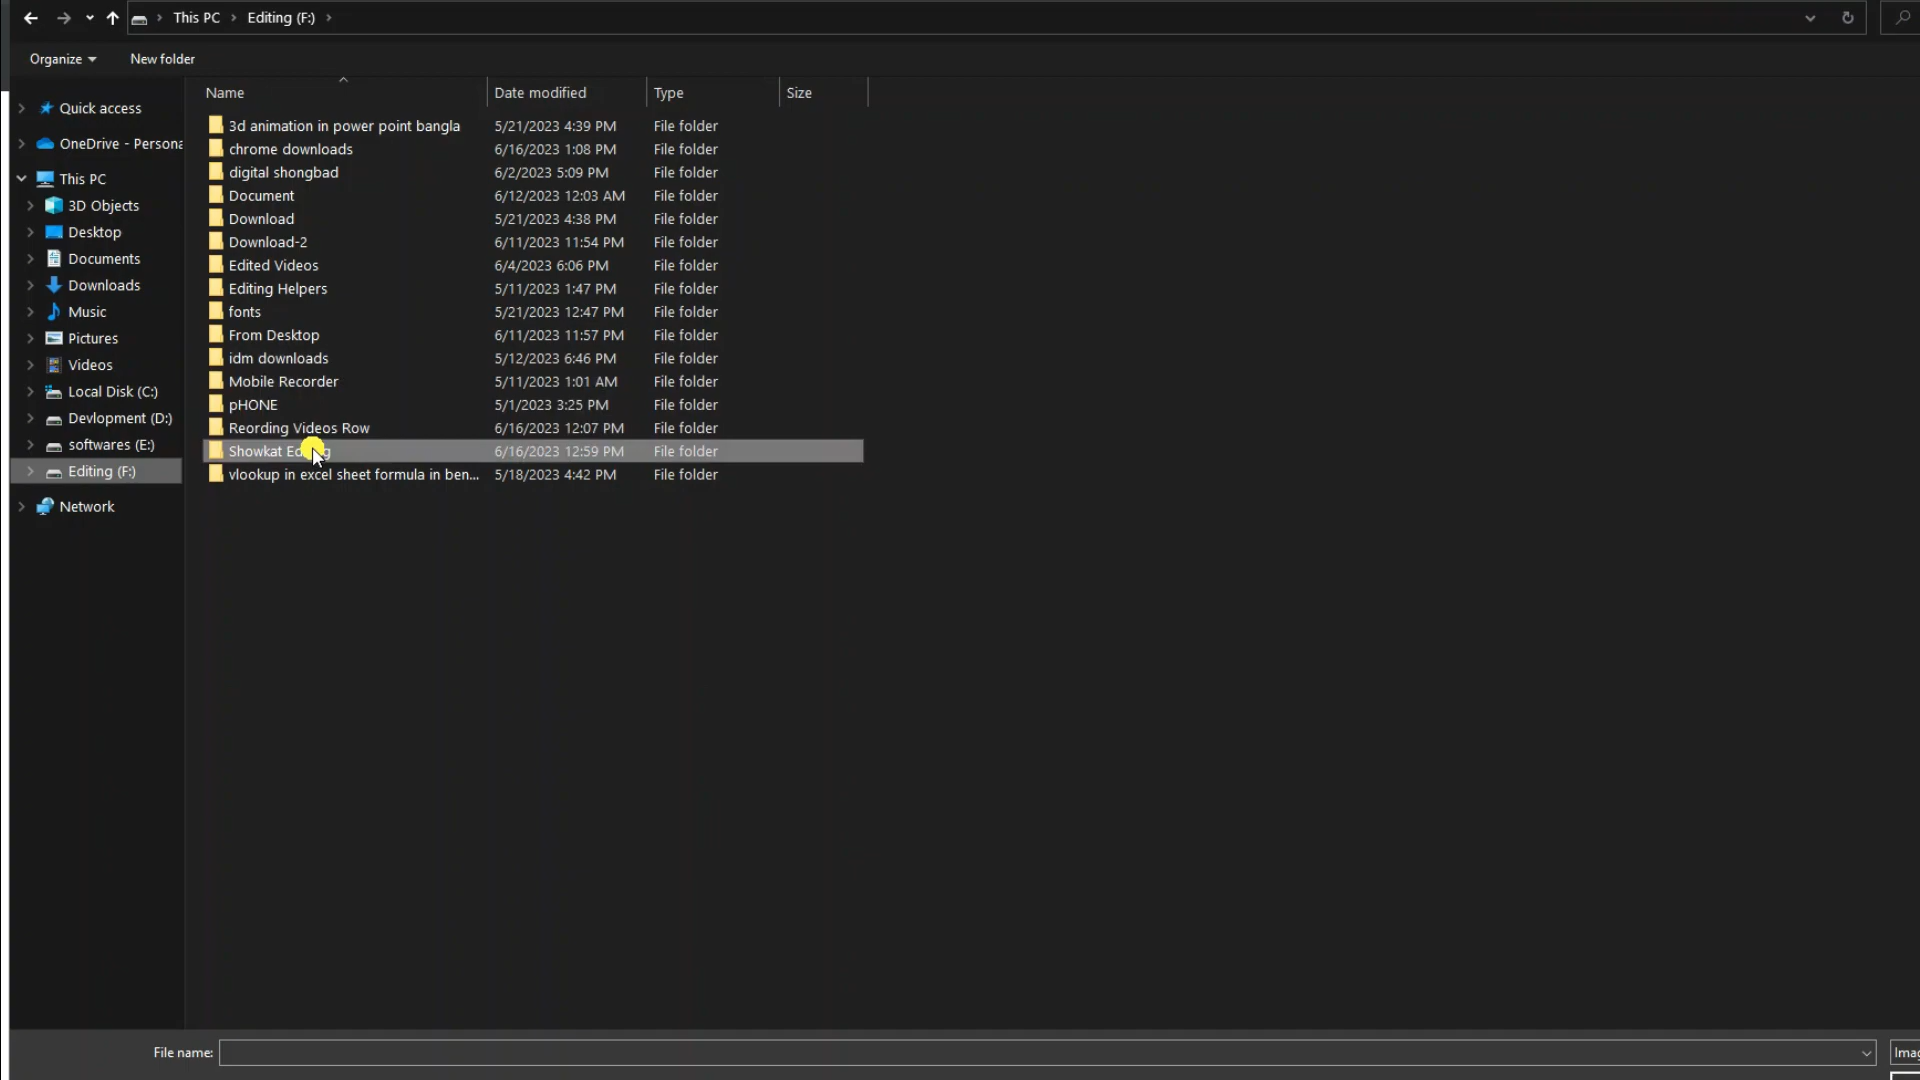 This PC > Editing (F:) >
Organize
New folder
Name Date modified Type Size
Quick access
OneDrive - Persona
This PC
3D Objects
Desktop
Documents
Downloads
Music
Pictures
Videos
Local Disk (C:)
Devlopment (D:)
softwares (E:)
Editing (F:)
Network
3d animation in power point bangla 5/21/2023 4:39 PM File folder
chrome downloads 6/16/2023 1:08 PM File folder
digital shongbad 6/2/2023 5:09 PM File folder
Document 6/12/2023 12:03 AM File folder
Download 5/21/2023 4:38 PM File folder
Download-2 6/11/2023 11:54 PM File folder
Edited Videos 6/4/2023 6:06 PM File folder
Editing Helpers 5/11/2023 1:47 PM File folder
fonts 5/21/2023 12:47 PM File folder
From Desktop 6/11/2023 11:57 PM File folder
idm downloads 5/12/2023 6:46 PM File folder
Mobile Recorder 5/11/2023 1:01 AM File folder
pHONE 5/1/2023 3:25 PM File folder
Reording Videos Row 6/16/2023 12:07 PM File folder
Showkat 6/16/2023 12:59 PM File folder
vlookup in excel sheet formula in ben... 5/18/2023 4:42 PM File folder
File name:
Imag